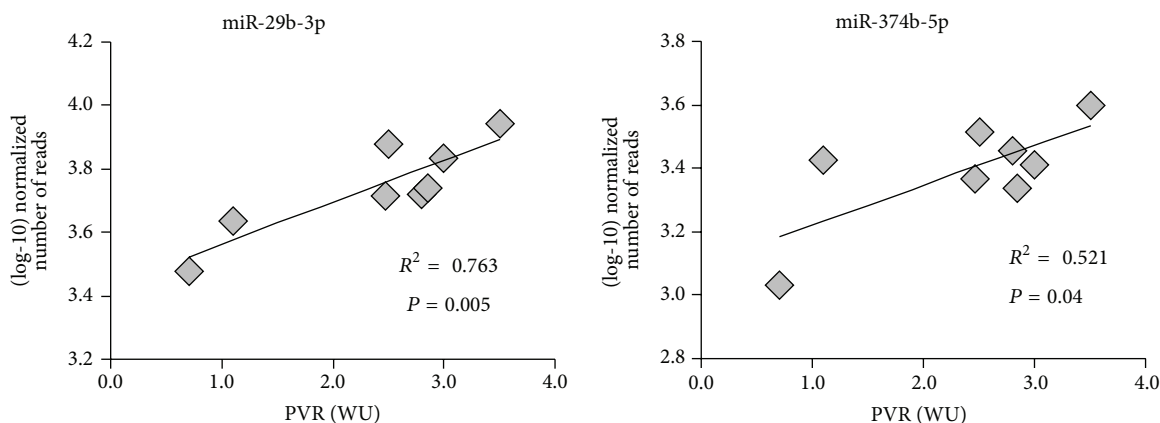 miR-29b-3p
(log-10) normalized
number of reads
4.2
4.0
3.8
3.6
3.4
3.2
0.0 1.0 2.0 3.0 4.0
PVR (WU)
R² = 0.763
P = 0.005
miR-374b-5p
(log-10) normalized
number of reads
3.8
3.6
3.4
3.2
3.0
2.8
0.0 1.0 2.0 3.0 4.0
PVR (WU)
R² = 0.521
P = 0.04